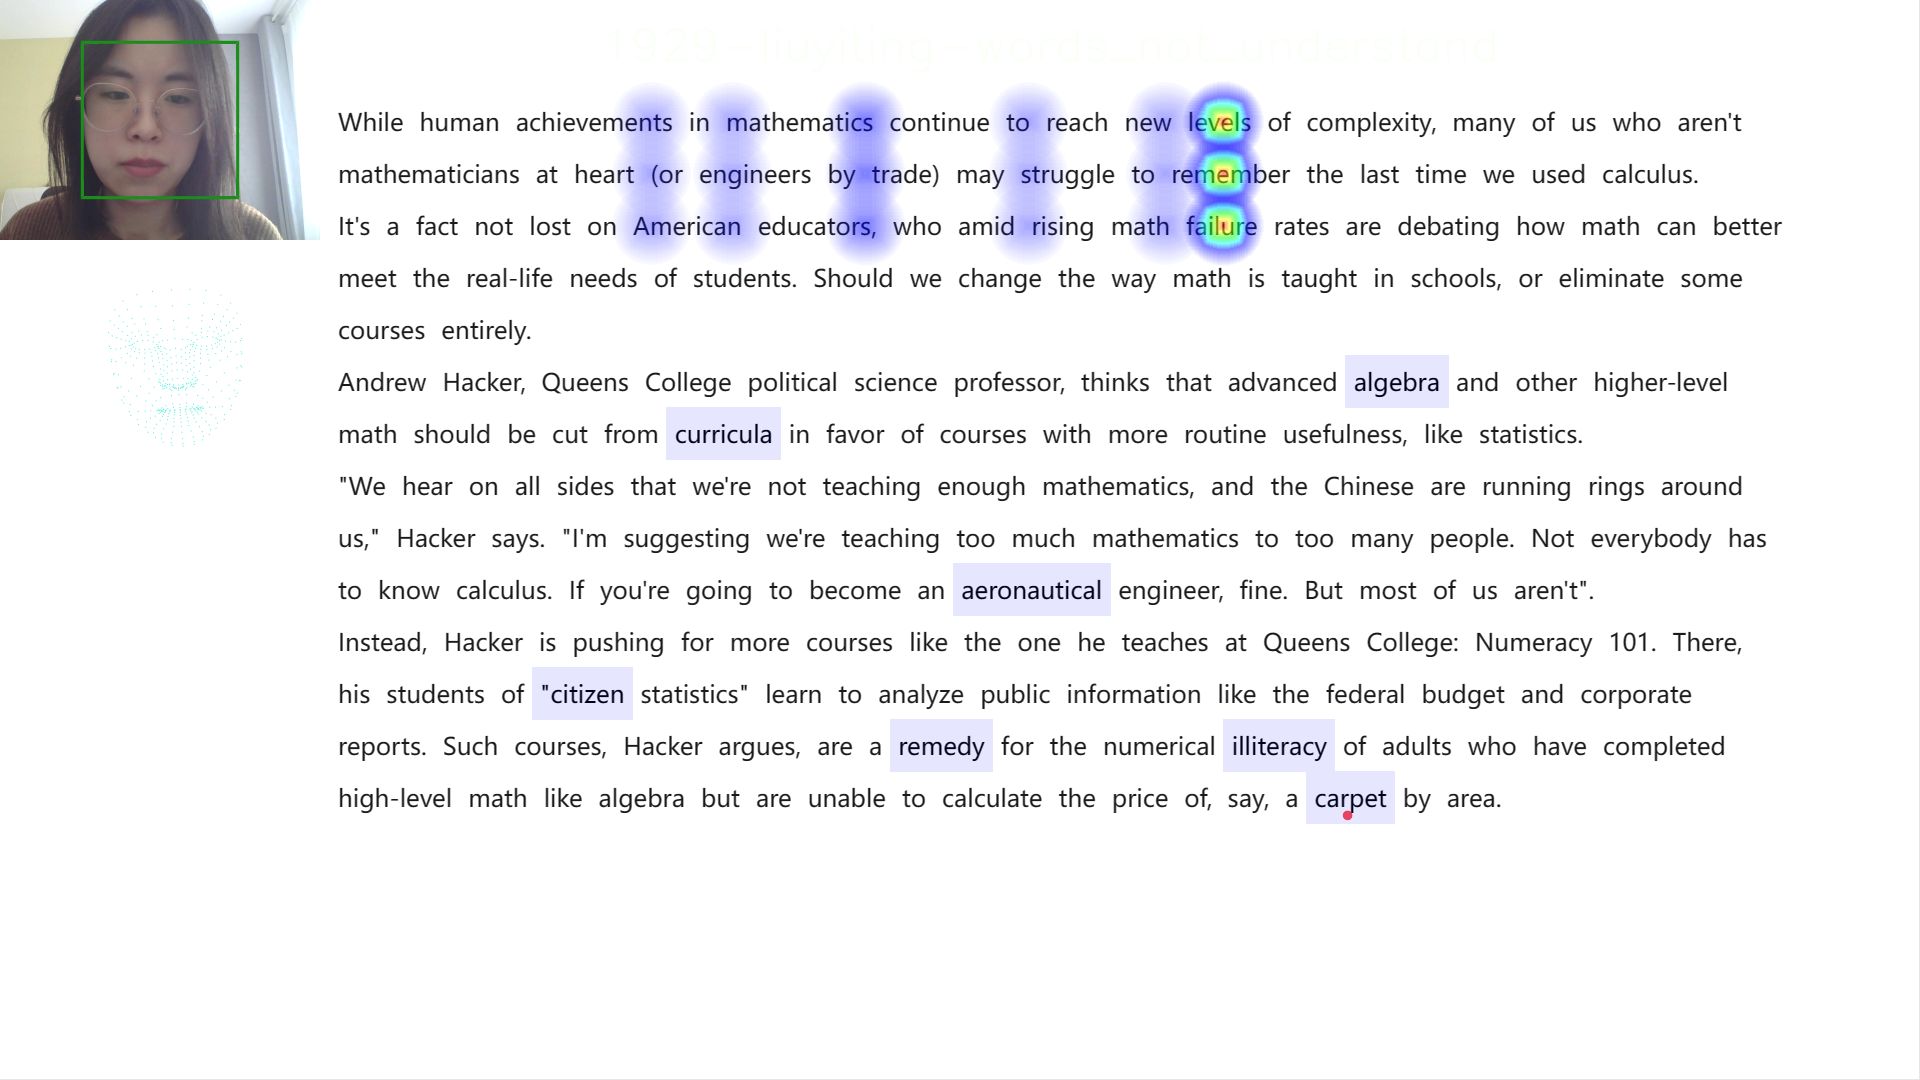 1929-liuyiting-words_not_understand
While human achievements in mathematics continue to reach new levels of complexity, many of us who aren't
mathematicians at heart (or engineers by trade) may struggle to remember the last time we used calculus.
It's a fact not lost on American educators, who amid rising math failure rates are debating how math can better
meet the real-life needs of students. Should we change the way math is taught in schools, or eliminate some
courses entirely.
Andrew Hacker, Queens College political science professor, thinks that advanced algebra and other higher-level
math should be cut from curricula in favor of courses with more routine usefulness, like statistics.
"We hear on all sides that we're not teaching enough mathematics, and the Chinese are running rings around
us," Hacker says. "I'm suggesting we're teaching too much mathematics to too many people. Not everybody has
to know calculus. If you're going to become an aeronautical engineer, fine. But most of us aren't".
Instead, Hacker is pushing for more courses like the one he teaches at Queens College: Numeracy 101. There,
his students of "citizen statistics" learn to analyze public information like the federal budget and corporate
reports. Such courses, Hacker argues, are a remedy for the numerical illiteracy of adults who have completed
high-level math like algebra but are unable to calculate the price of, say, a carpet by area.